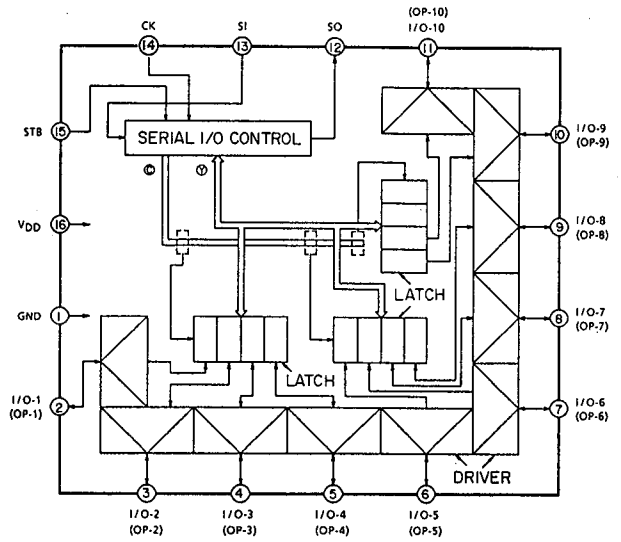 (OP-10)
CK SI SO I/O-10
14 13 12 11
STB 15
SERIAL I/O CONTROL
10 I/O-9
(OP-9)
C Y
VDD 16
9 I/O-8
(OP-8)
LATCH
GND 1
8 I/O-7
(OP-7)
LATCH
I/O-1
(OP-1)
2
7 I/O-6
(OP-6)
DRIVER
3 4 5 6
I/O-2 I/O-3 I/O-4 I/O-5
(OP-2) (OP-3) (OP-4) (OP-5)